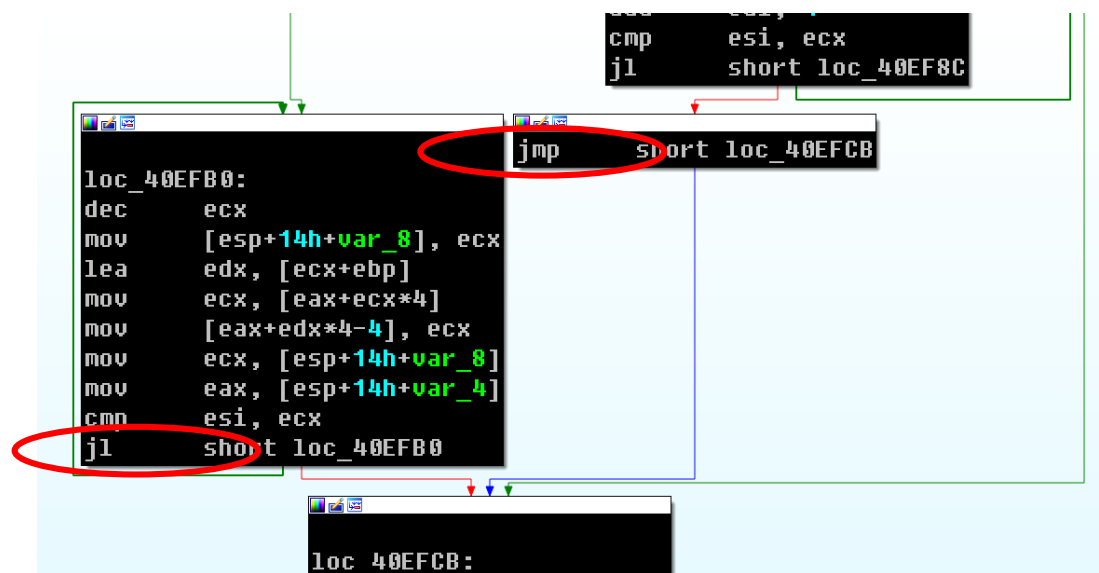 cmp esi, ecx
jl short loc_40EF8C
jmp short loc_40EFCB
loc_40EFB0:
dec ecx
mov [esp+14h+var_8], ecx
lea edx, [ecx+ebp]
mov ecx, [eax+ecx*4]
mov [eax+edx*4-4], ecx
mov ecx, [esp+14h+var_8]
mov eax, [esp+14h+var_4]
cmp esi, ecx
jl short loc_40EFB0
loc_40EFCB: